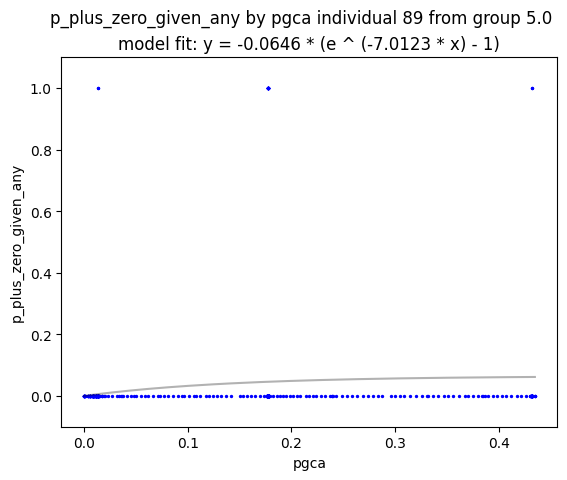 p_plus_zero_given_any by pgca individual 89 from group 5.0
model fit: y = -0.0646 * (e ^ (-7.0123 * x) - 1)
1.0
0.8
0.6
0.4
0.2
0.0
p_plus_zero_given_any
0.0 0.1 0.2 0.3 0.4
pgca